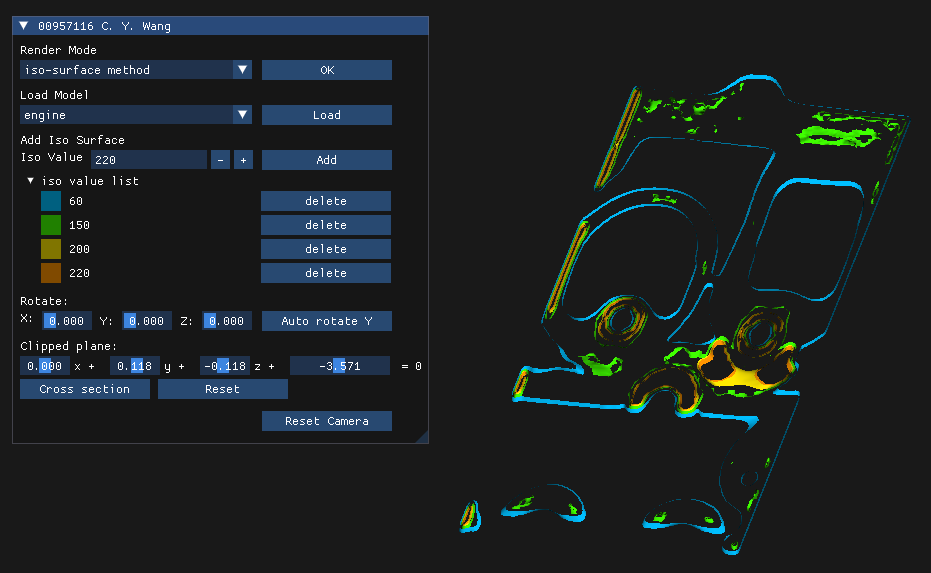 00957116 C. Y. Wang
Render Mode
iso-surface method OK
Load Model
engine Load
Add Iso Surface
Iso Value 220 - + Add
iso value list
60 delete
150 delete
200 delete
220 delete
Rotate:
X: 0.000 Y: 0.000 Z: 0.000 Auto rotate Y
Clipped plane:
0.000 x + 0.118 y + -0.118 z + -3.571 = 0
Cross section Reset
Reset Camera